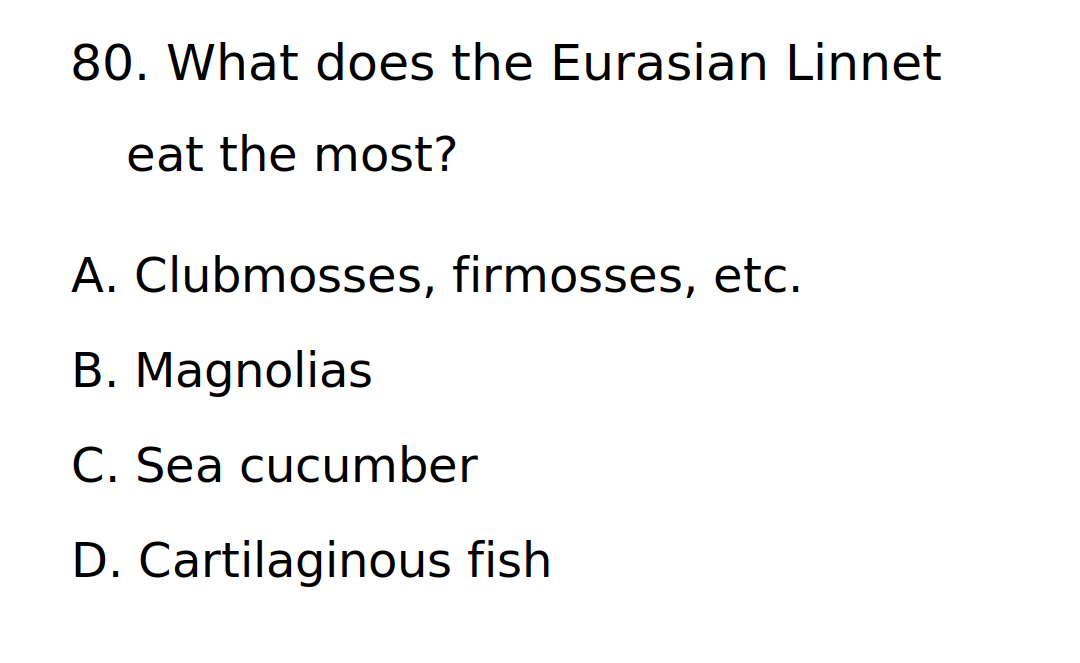 80. What does the Eurasian Linnet
eat the most?
A. Clubmosses, firmosses, etc.
B. Magnolias
C. Sea cucumber
D. Cartilaginous fish